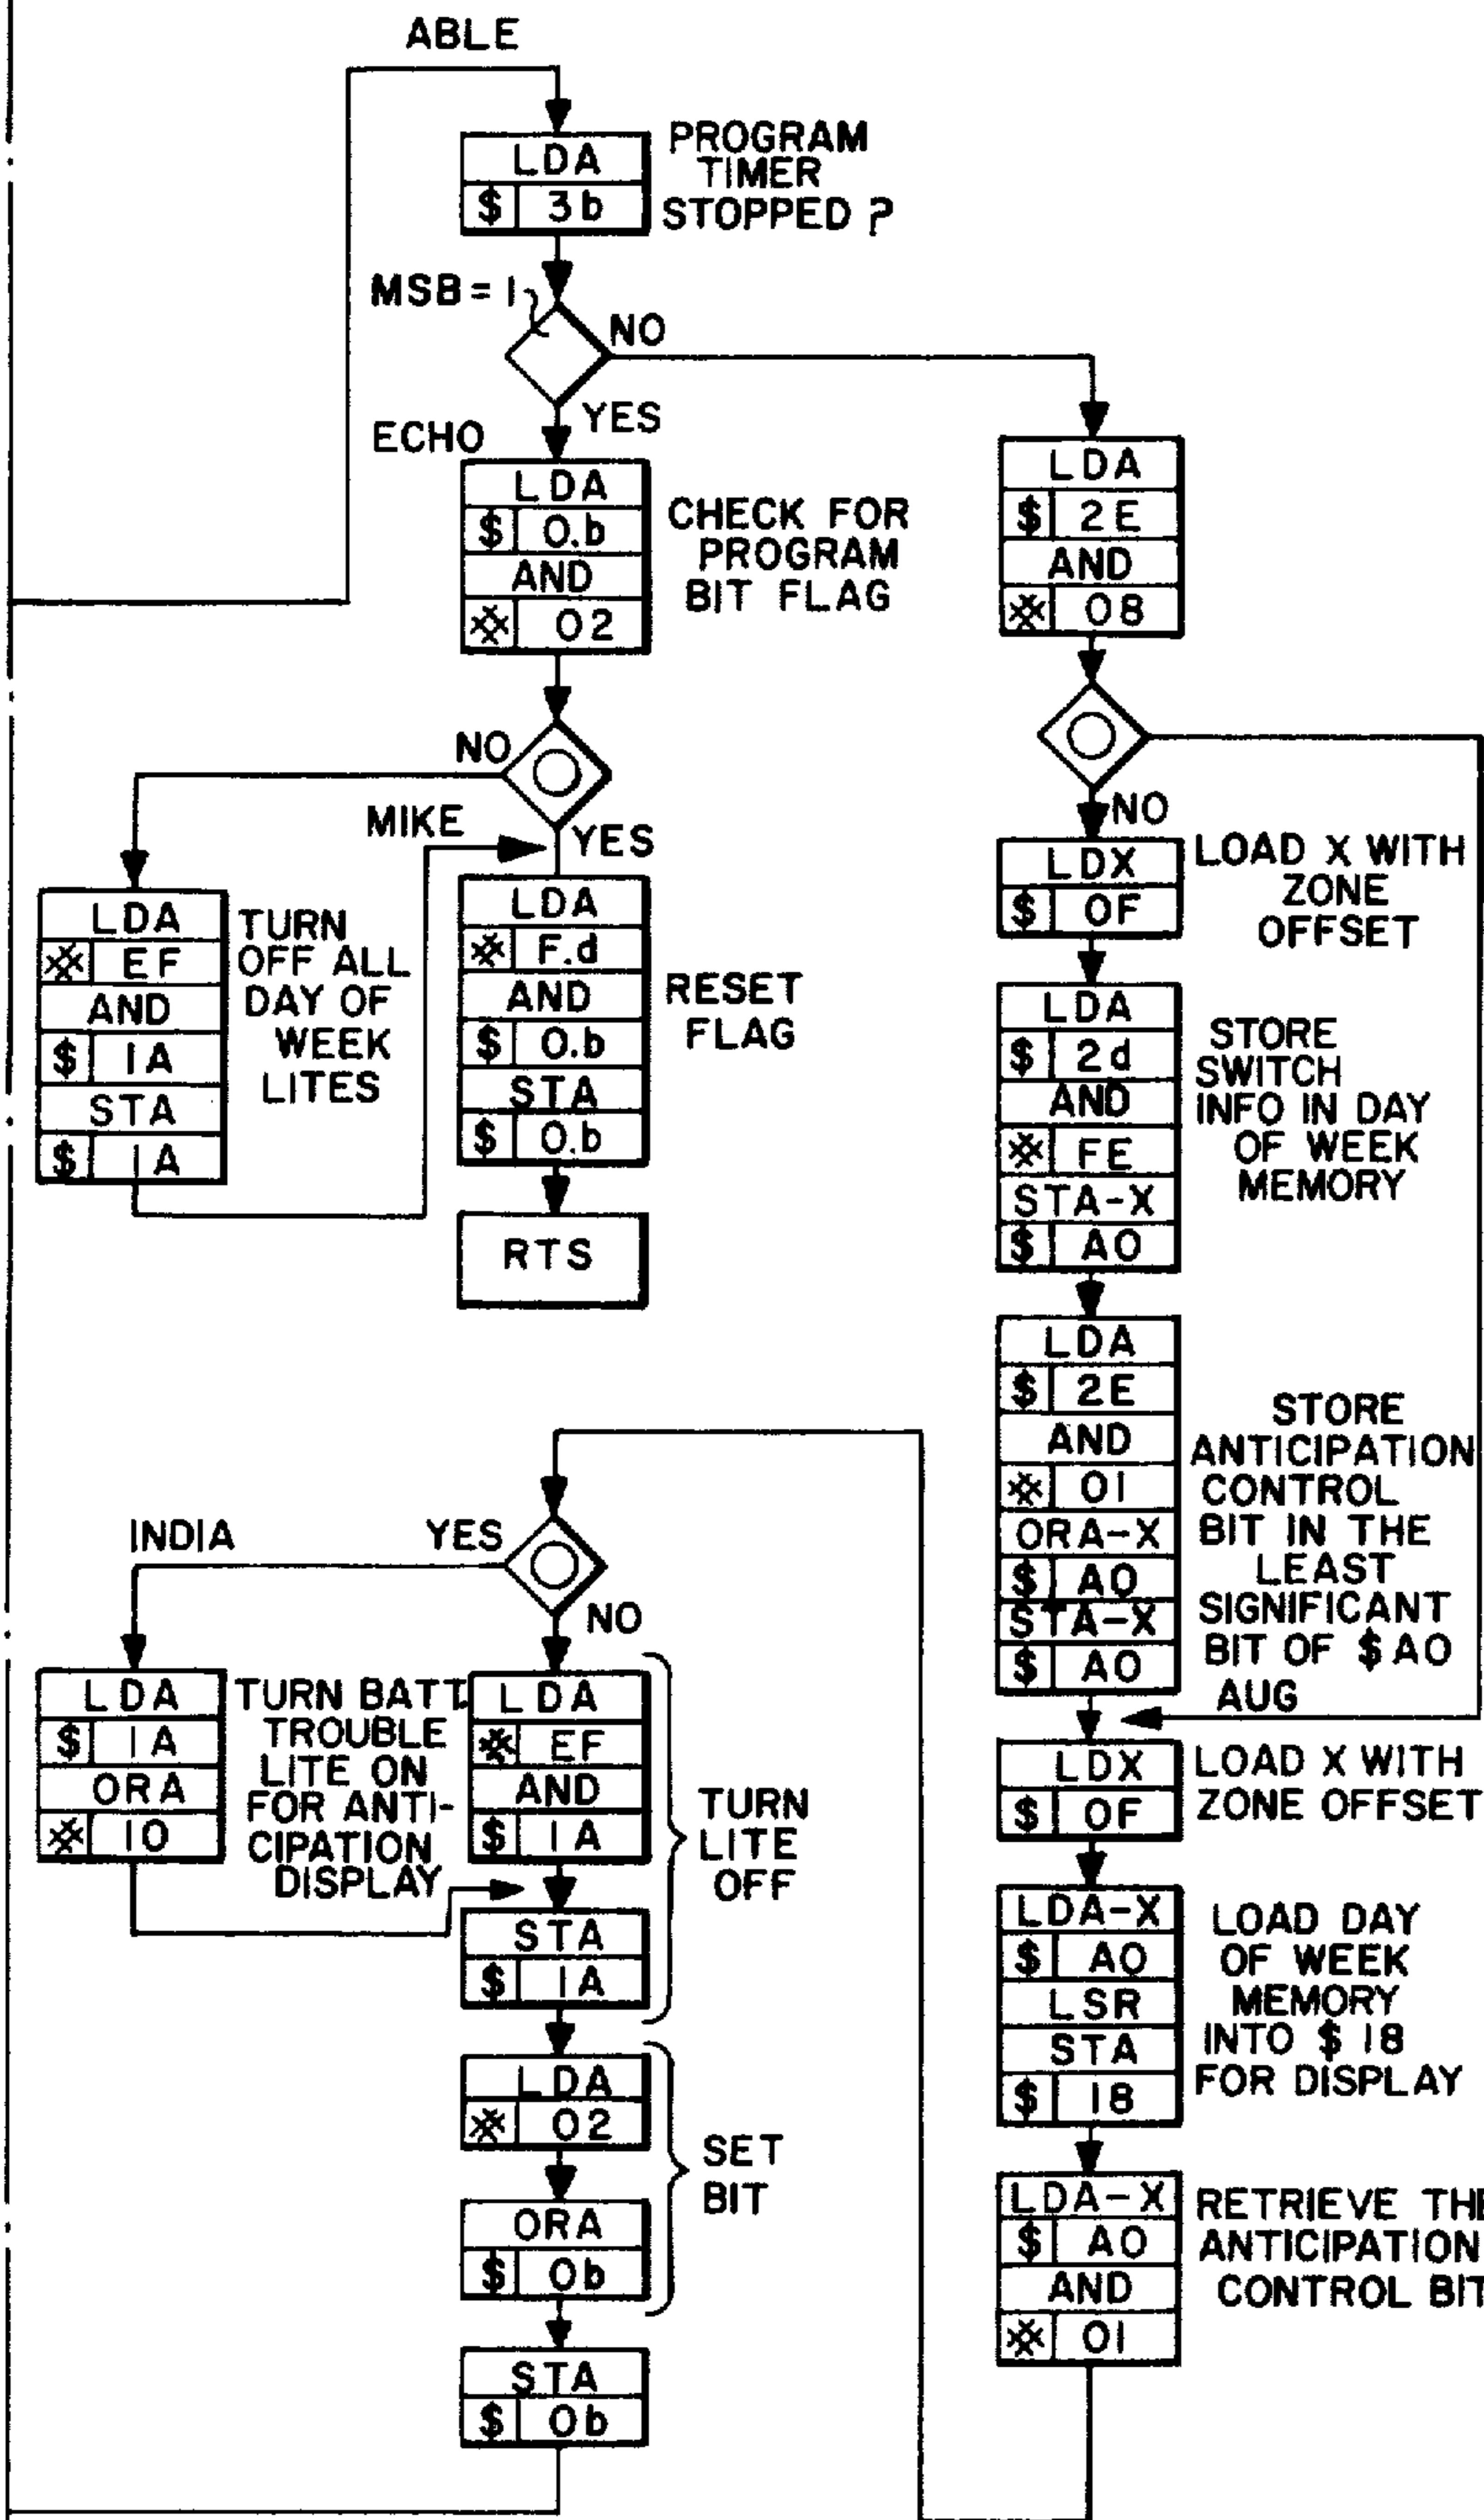 ABLE
LDA
$ 3b
PROGRAM
TIMER
STOPPED ?
MSB = 1
NO
YES
ECHO
LDA
$ 0.b
AND
02
CHECK FOR
PROGRAM
BIT FLAG
NO
MIKE
YES
LDA
EF
AND
$ 1A
STA
$ 1A
TURN
OFF ALL
DAY OF
WEEK
LITES
LDA
F.d
AND
$ 0.b
STA
$ 0.b
RESET
FLAG
RTS
LDA
$ 2E
AND
08
NO
LDX
$ 0F
LOAD X WITH
ZONE
OFFSET
LDA
$ 2d
AND
FE
STA-X
$ A0
STORE
SWITCH
INFO IN DAY
OF WEEK
MEMORY
LDA
$ 2E
AND
01
ORA-X
$ A0
STA-X
$ A0
STORE
ANTICIPATION
CONTROL
BIT IN THE
LEAST
SIGNIFICANT
BIT OF $ A0
AUG
LDX
$ 0F
LOAD X WITH
ZONE OFFSET
LDA-X
$ A0
LSR
STA
$ 18
LOAD DAY
OF WEEK
MEMORY
INTO $ 18
FOR DISPLAY
LDA-X
$ A0
AND
01
RETRIEVE THE
ANTICIPATION
CONTROL BIT
INDIA
YES
NO
LDA
$ 1A
ORA
10
TURN BATT
TROUBLE
LITE ON
FOR ANTI-
CIPATION
DISPLAY
LDA
EF
AND
$ 1A
STA
$ 1A
TURN
LITE
OFF
LDA
02
ORA
$ 0b
SET
BIT
STA
$ 0b